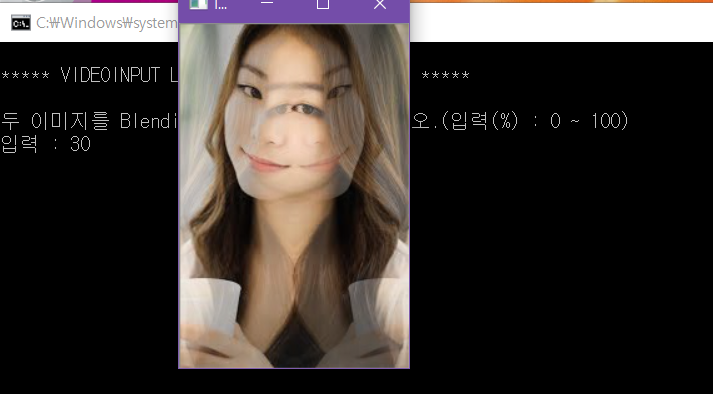 C:₩Windows₩system
I...
***** VIDEOINPUT L
*****
두 이미지를 Blendi
오.(입력(%) : 0 ~ 100)
입력 : 30